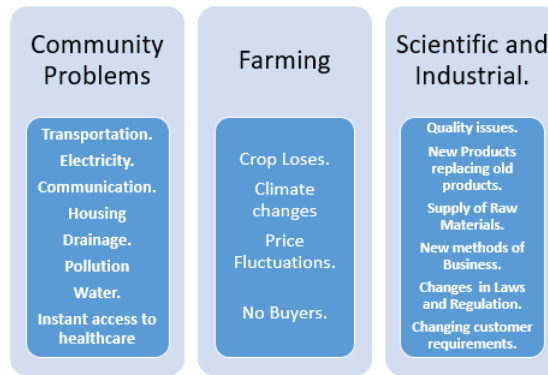 Community
Problems
Transportation.
Electricity.
Communication.
Housing
Drainage.
Pollution
Water.
Instant access to
healthcare
Farming
Crop Loses.
Climate
changes
Price
Fluctuations.
No Buyers.
Scientific and
Industrial.
Quality issues.
New Products
replacing old
products.
Supply of Raw
Materials.
New methods of
Business.
Changes in Laws
and Regulation.
Changing customer
requirements.